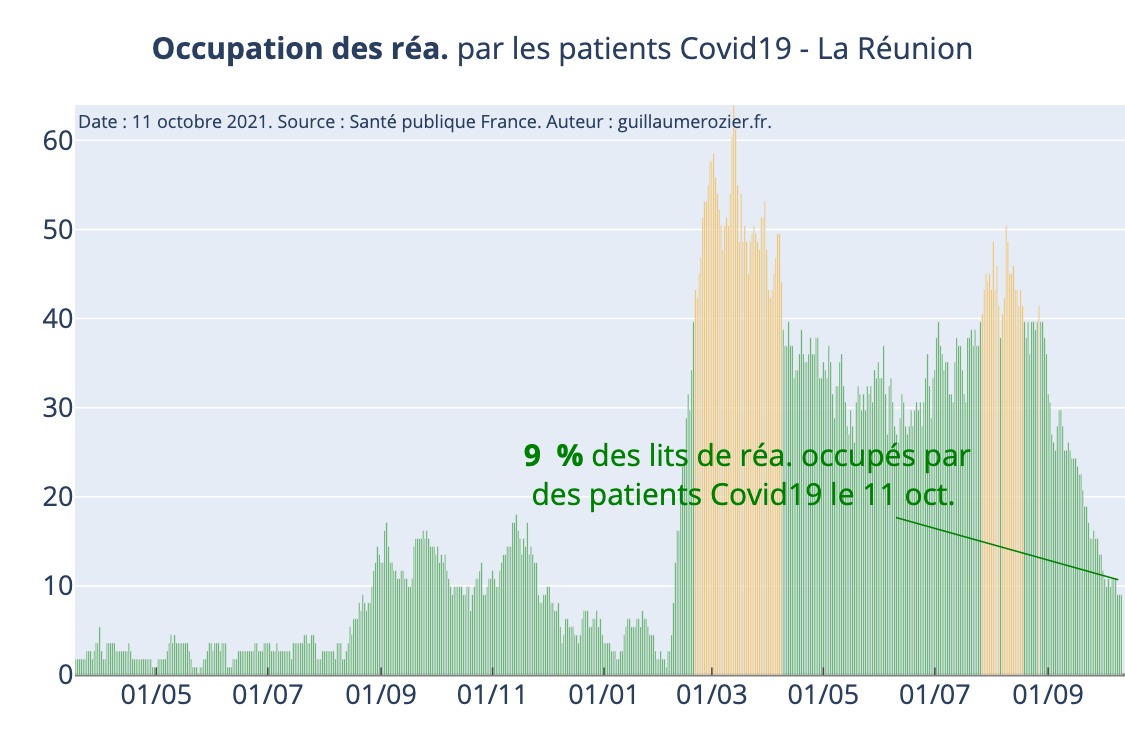 Occupation des réa. par les patients Covid19 - La Réunion
Date : 11 octobre 2021. Source : Santé publique France. Auteur : guillaumerozier.fr.
60
50
40
30
9 % des lits de réa. occupés par
des patients Covid19 le 11 oct.
20
10
0
01/05 01/07 01/09 01/11 01/01 01/03 01/05 01/07 01/09